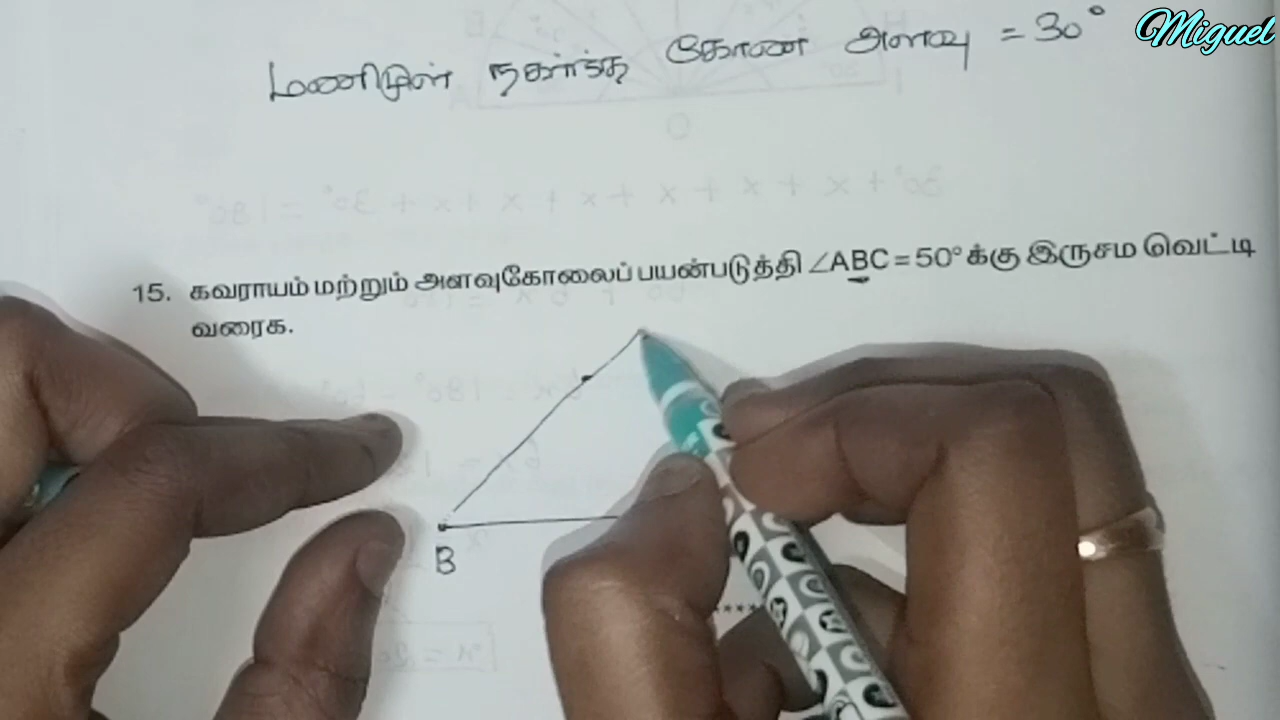 Miguel
மணிமுள் நகர்ந்த கோண அளவு = 30°
15. கவராயம் மற்றும் அளவுகோலைப் பயன்படுத்தி ∠ABC = 50° க்கு இருசம வெட்டி
வரைக.
B